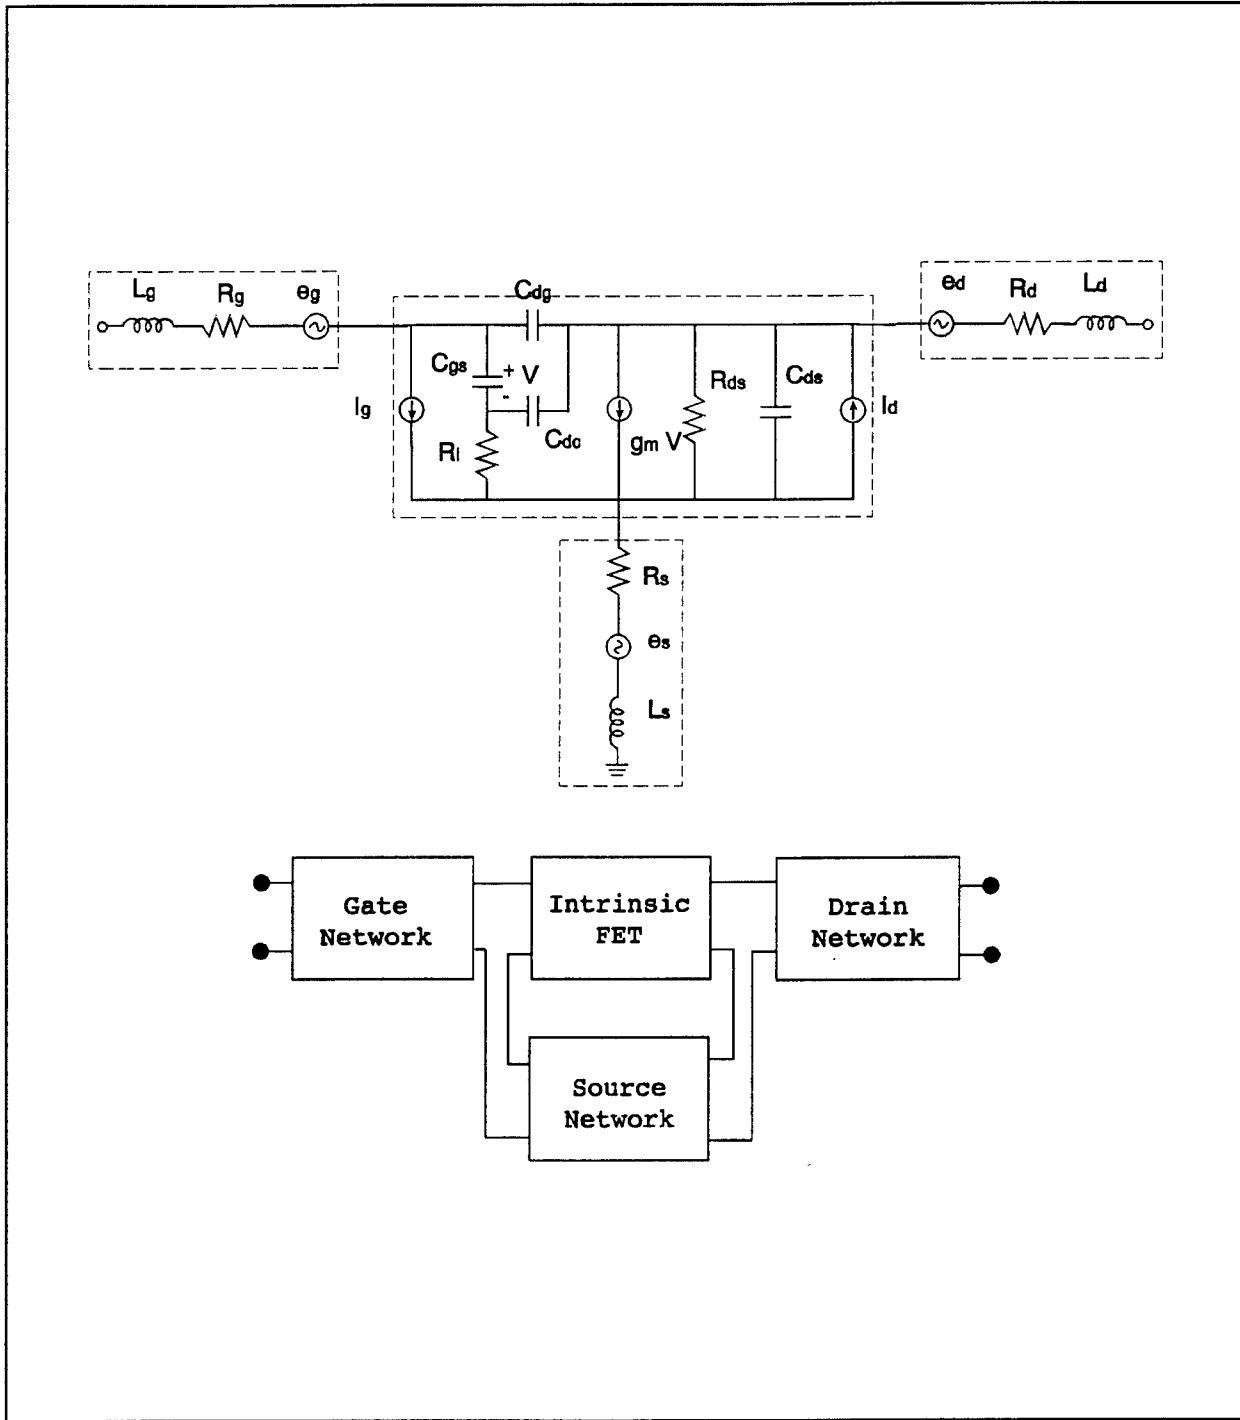 Lg Rg eg
Cdg
ed Rd Ld
Cgs + V
-
Rds Cds
Ig Id
Cdc
Ri gm V
Rs
es
Ls
Gate
Network
Intrinsic
FET
Drain
Network
Source
Network